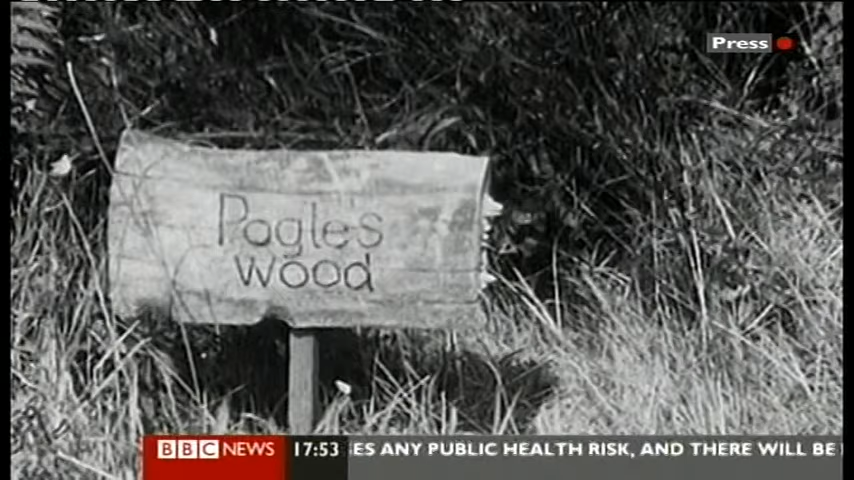 Press
Pogles
wood
BBC NEWS 17:53 ES ANY PUBLIC HEALTH RISK, AND THERE WILL BE